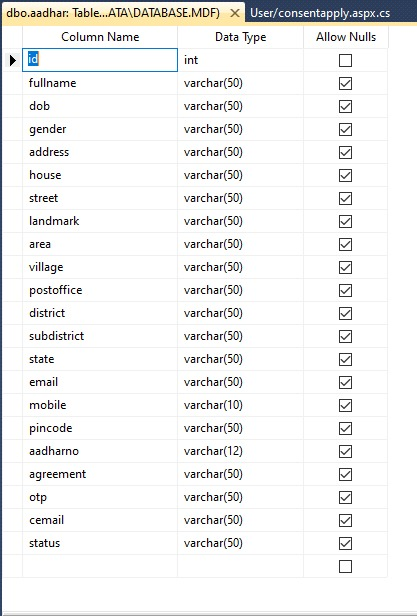 dbo.aadhar: Table...ATA\DATABASE.MDF) User/consentapply.aspx.cs
Column Name Data Type Allow Nulls
id int
fullname varchar(50)
dob varchar(50)
gender varchar(50)
address varchar(50)
house varchar(50)
street varchar(50)
landmark varchar(50)
area varchar(50)
village varchar(50)
postoffice varchar(50)
district varchar(50)
subdistrict varchar(50)
state varchar(50)
email varchar(50)
mobile varchar(10)
pincode varchar(50)
aadharno varchar(12)
agreement varchar(50)
otp varchar(50)
cemail varchar(50)
status varchar(50)